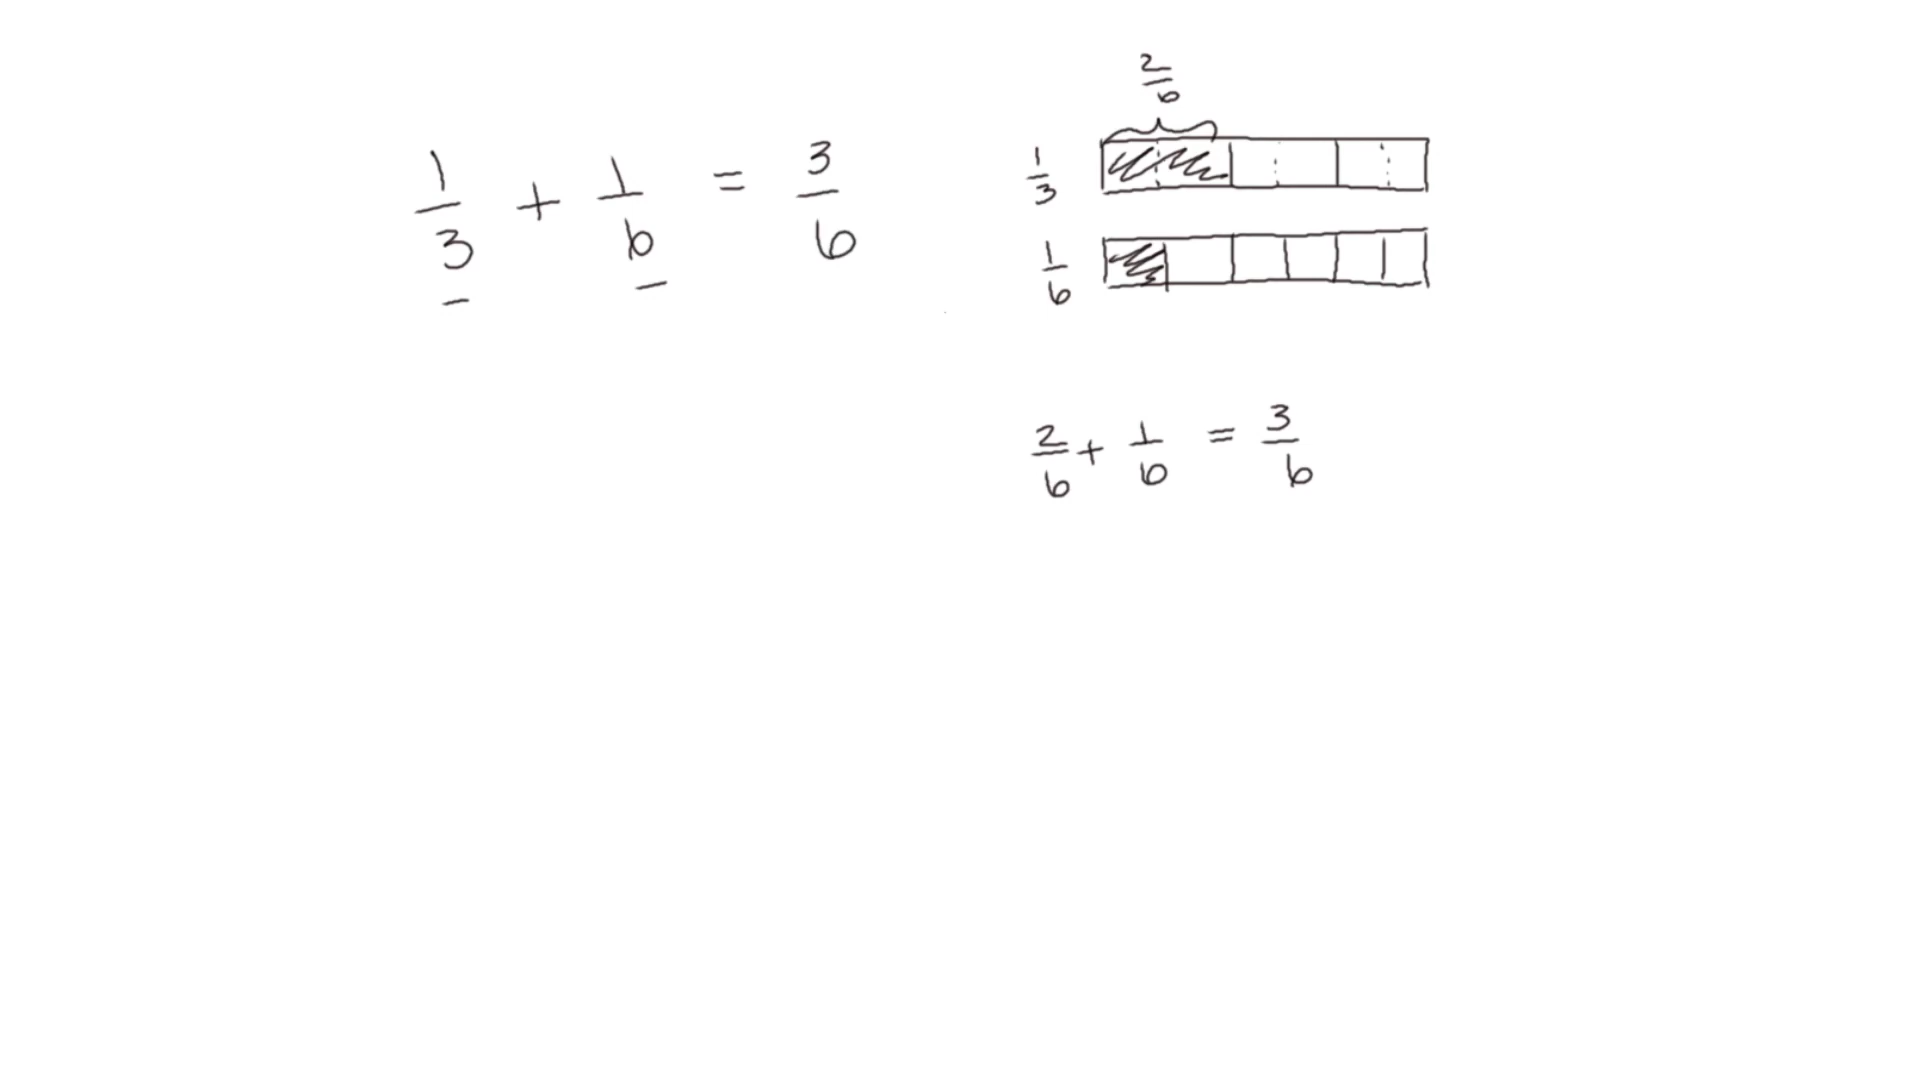 1/3 + 1/6 = 3/6
2/6
1/3
1/6
2/6 + 1/6 = 3/6